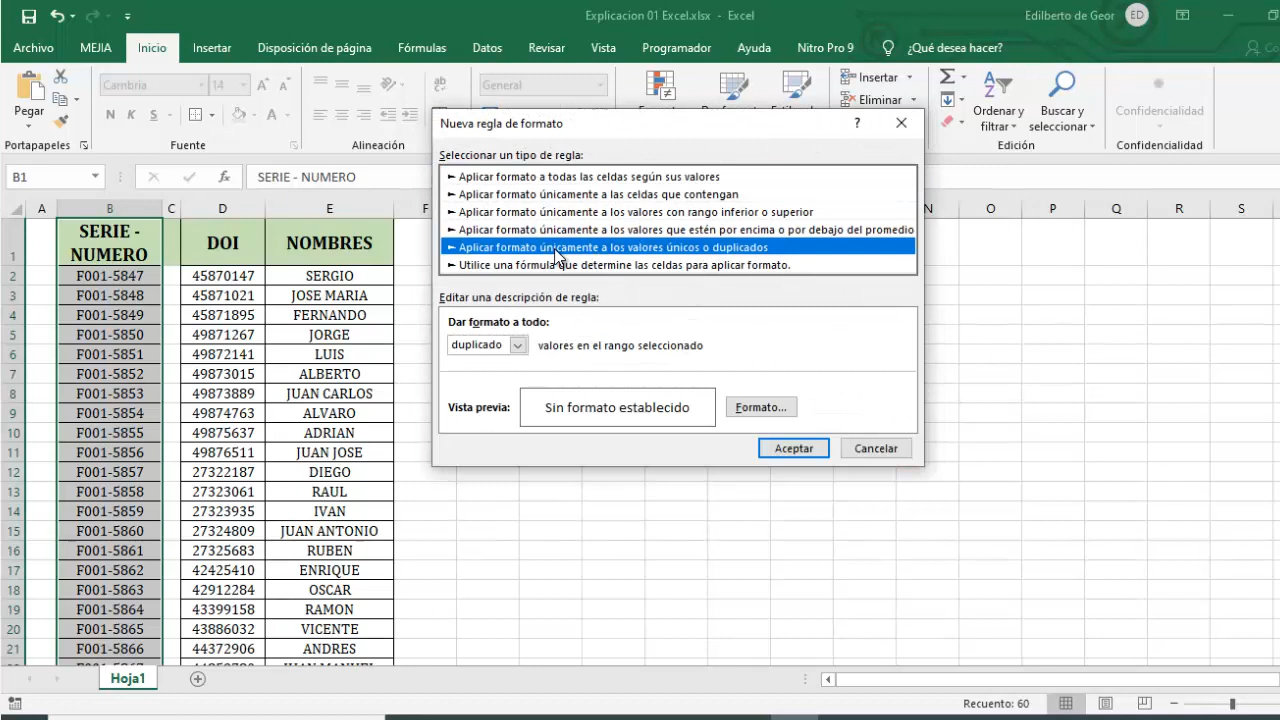 Explicacion 01 Excel.xlsx - Excel
Edilberto de Geor
ED
Archivo MEJIA Inicio Insertar Disposición de página Fórmulas Datos Revisar Vista Programador Ayuda Nitro Pro 9 ¿Qué desea hacer?
Pegar
Cambria 14
N K S
General
Insertar
Eliminar
Ordenar y filtrar
Buscar y seleccionar
Confidencialidad
Portapapeles Fuente Alineación Edición Confidencialidad
B1 SERIE - NUMERO
A B C D E F N O P Q R S
1 SERIE - NUMERO DOI NOMBRES
2 F001-5847 45870147 SERGIO
3 F001-5848 45871021 JOSE MARIA
4 F001-5849 45871895 FERNANDO
5 F001-5850 49871267 JORGE
6 F001-5851 49872141 LUIS
7 F001-5852 49873015 ALBERTO
8 F001-5853 49873889 JUAN CARLOS
9 F001-5854 49874763 ALVARO
10 F001-5855 49875637 ADRIAN
11 F001-5856 49876511 JUAN JOSE
12 F001-5857 27322187 DIEGO
13 F001-5858 27323061 RAUL
14 F001-5859 27323935 IVAN
15 F001-5860 27324809 JUAN ANTONIO
16 F001-5861 27325683 RUBEN
17 F001-5862 42425410 ENRIQUE
18 F001-5863 42912284 OSCAR
19 F001-5864 43399158 RAMON
20 F001-5865 43886032 VICENTE
21 F001-5866 44372906 ANDRES
Nueva regla de formato
Seleccionar un tipo de regla:
► Aplicar formato a todas las celdas según sus valores
► Aplicar formato únicamente a las celdas que contengan
► Aplicar formato únicamente a los valores con rango inferior o superior
► Aplicar formato únicamente a los valores que estén por encima o por debajo del promedio
► Aplicar formato únicamente a los valores únicos o duplicados
► Utilice una fórmula que determine las celdas para aplicar formato.
Editar una descripción de regla:
Dar formato a todo:
duplicado valores en el rango seleccionado
Vista previa: Sin formato establecido Formato...
Aceptar Cancelar
Hoja1
Recuento: 60